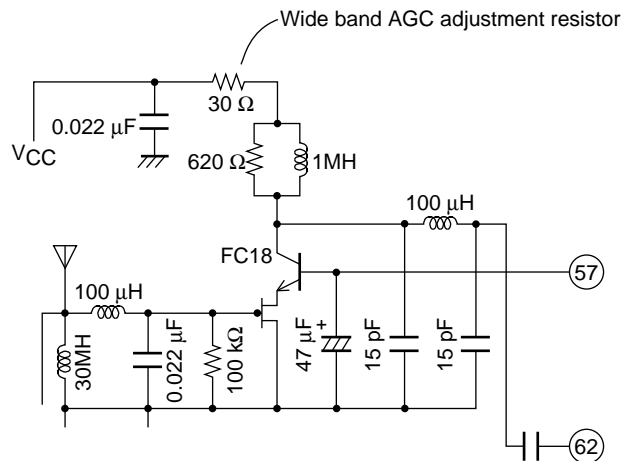 Wide band AGC adjustment resistor
30 Ω
0.022 μF
VCC
620 Ω
1MH
100 μH
FC18
57
100 μH
30MH
0.022 μF
100 kΩ
47 μF
+
15 pF
15 pF
62